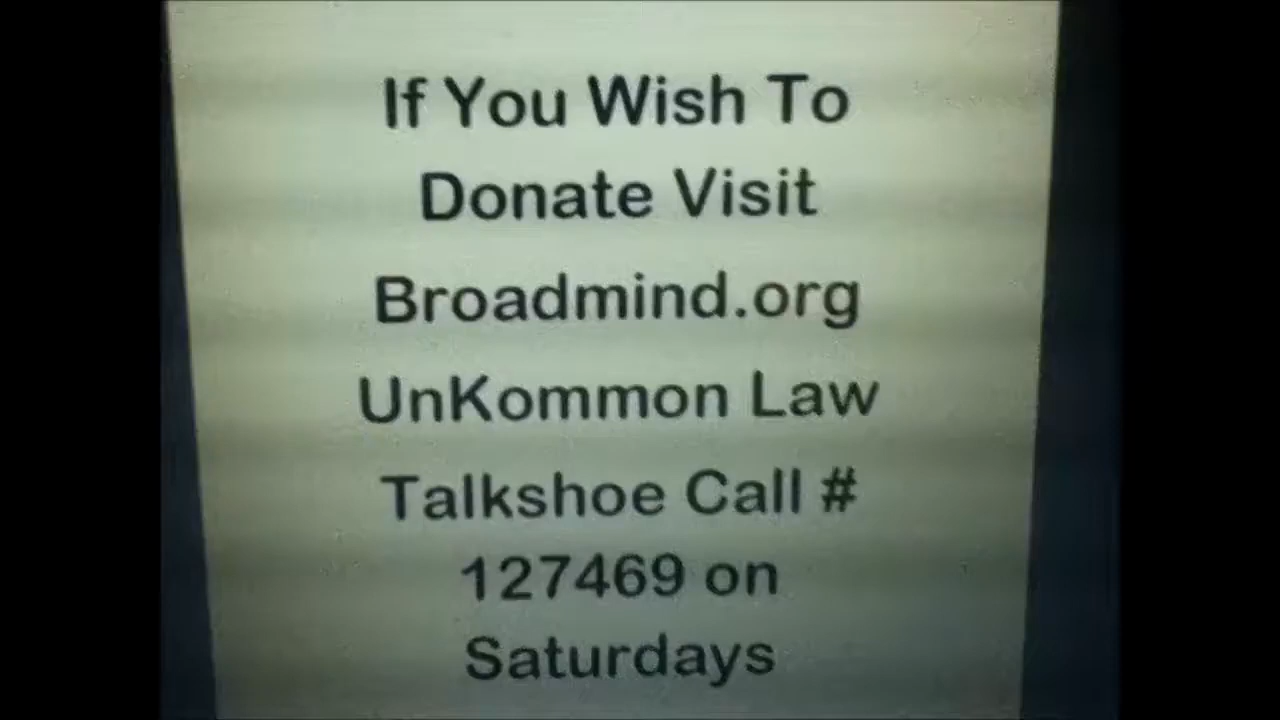 If You Wish To
Donate Visit
Broadmind.org
UnKommon Law
Talkshoe Call #
127469 on
Saturdays